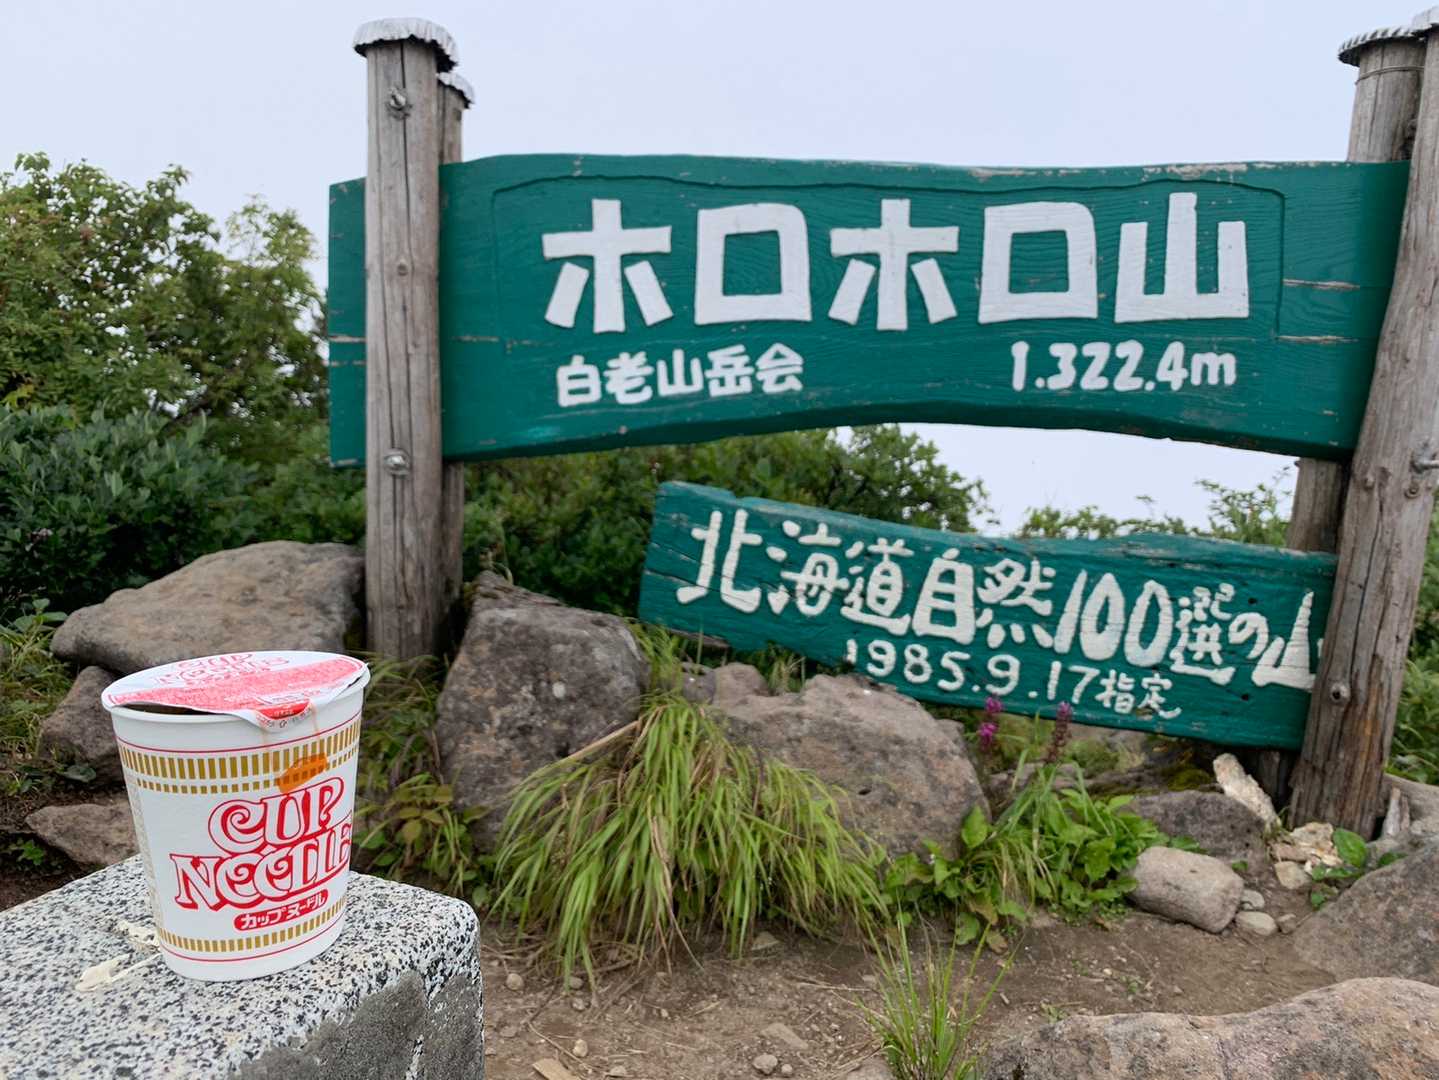 ホロホロ山
白老山岳会 1.322.4m
北海道自然100選の山
1985.9.17指定
CUP
CUP
NOODLE
カップヌードル